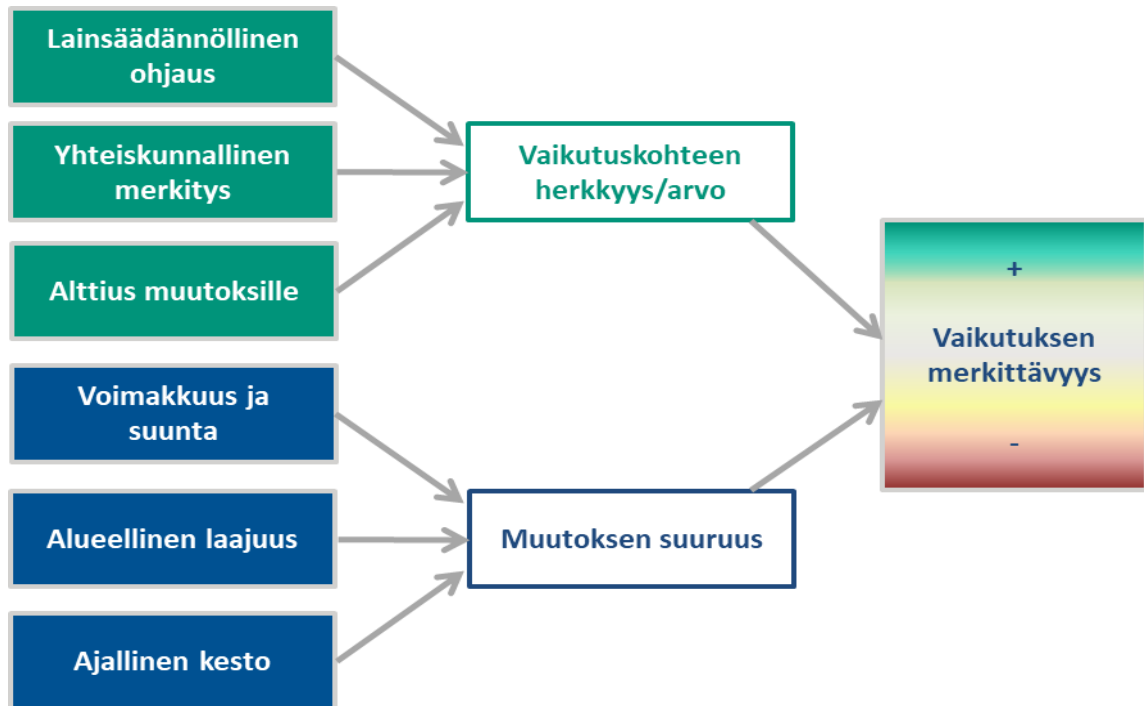 Lainsäädännöllinen
ohjaus
Yhteiskunnallinen
merkitys
Alttius muutoksille
Voimakkuus ja
suunta
Alueellinen laajuus
Ajallinen kesto
Vaikutuskohteen
herkkyys/arvo
Muutoksen suuruus
+
Vaikutuksen
merkittävyys
-